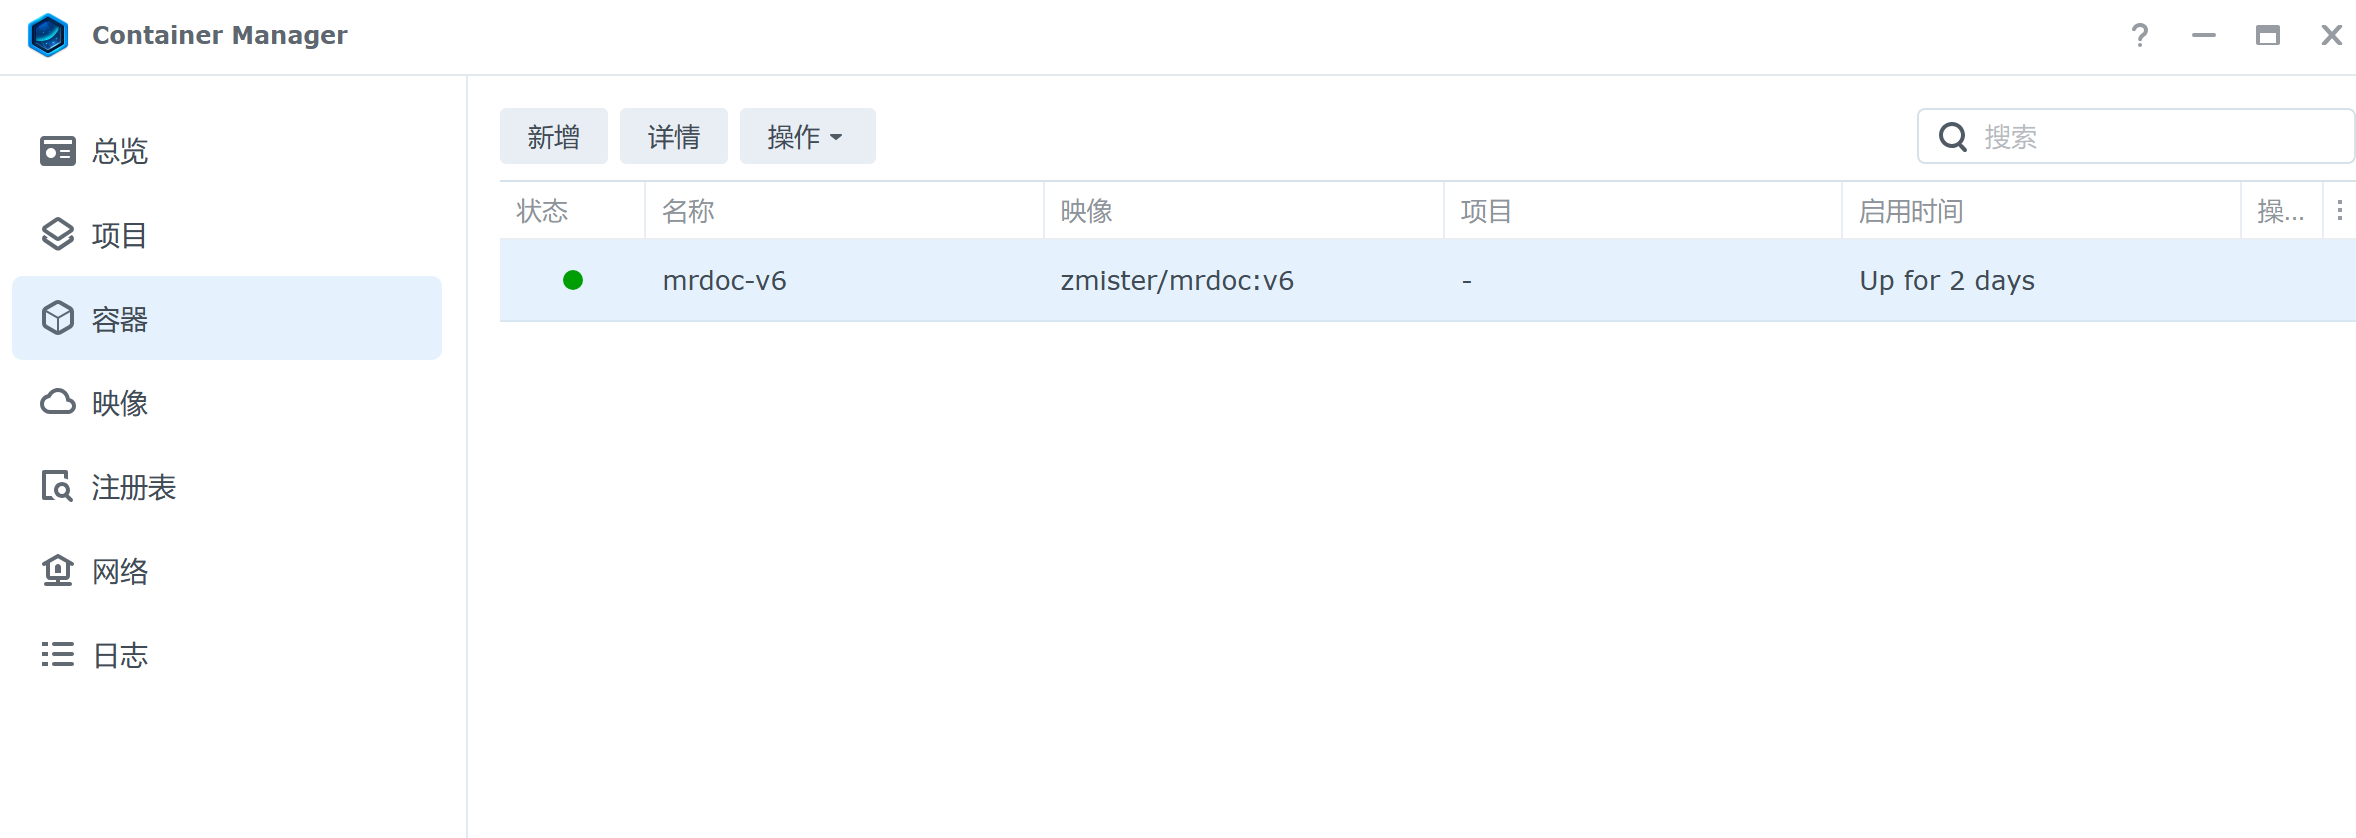 Container Manager
总览
项目
容器
映像
注册表
网络
日志
新增 详情 操作
搜索
状态 名称 映像 项目 启用时间 操...
mrdoc-v6 zmister/mrdoc:v6 - Up for 2 days